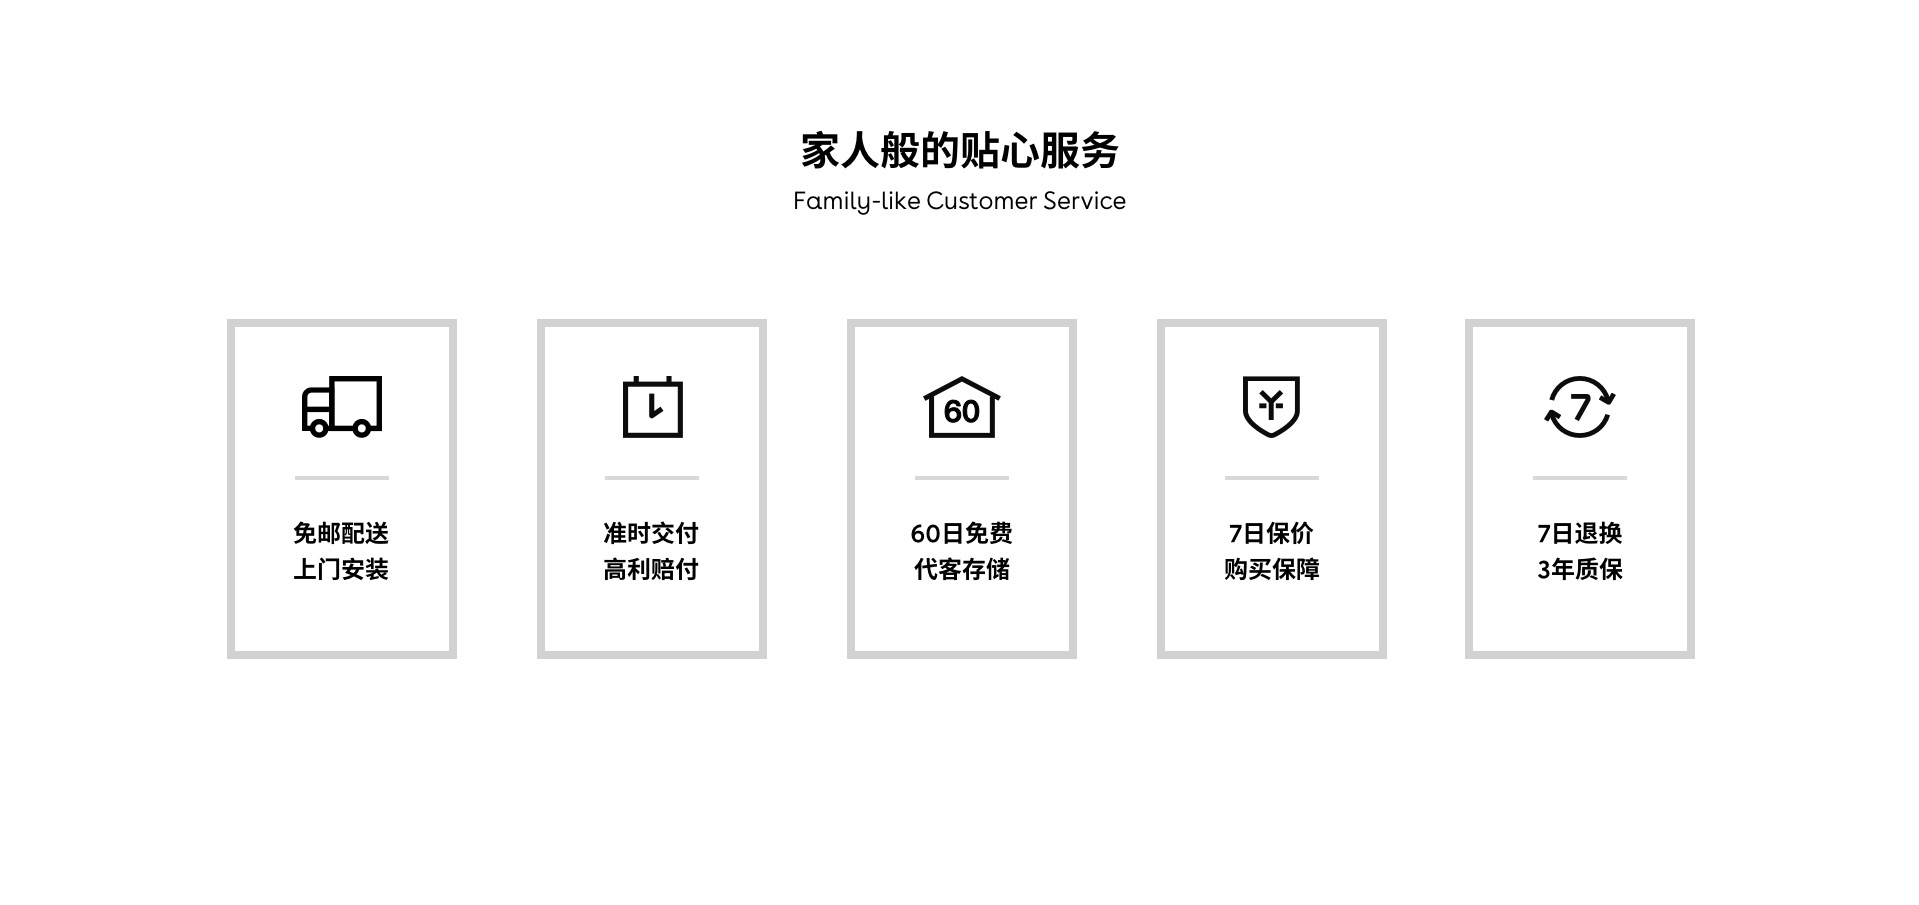 家人般的贴心服务
Family-like Customer Service
免邮配送
上门安装
准时交付
高利赔付
60
60日免费
代客存储
7日保价
购买保障
7
7日退换
3年质保